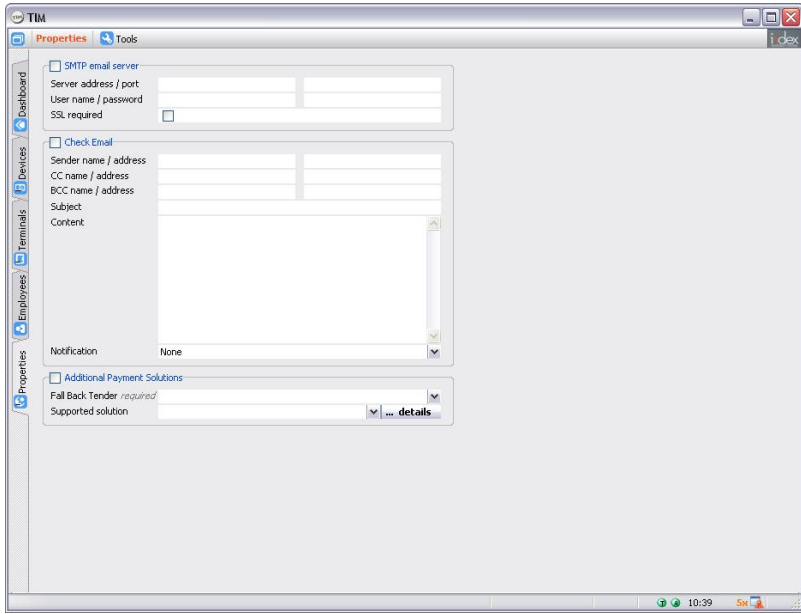 TIM
Properties Tools
SMTP email server
Server address / port
User name / password
SSL required
Check Email
Sender name / address
CC name / address
BCC name / address
Subject
Content
Notification None
Additional Payment Solutions
Fall Back Tender required
Supported solution ... details
Dashboard
Devices
Terminals
Employees
Properties
10:39 5x